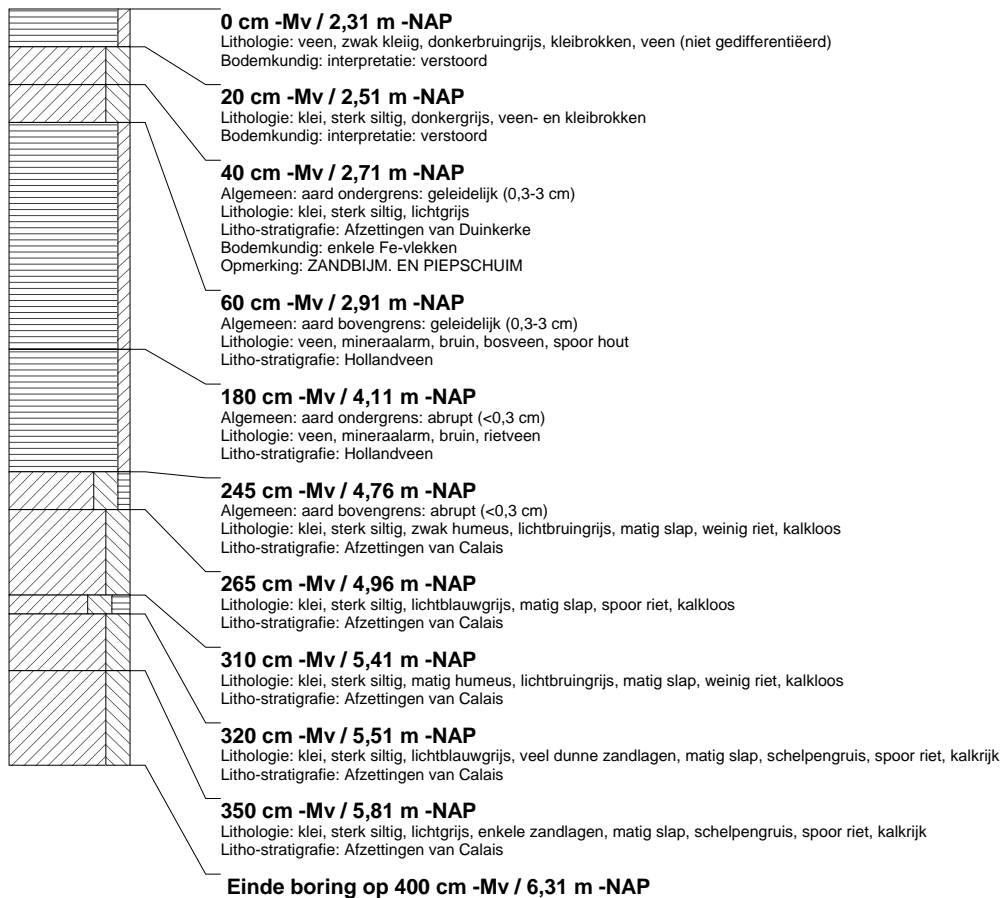 0 cm -Mv / 2,31 m -NAP
Lithologie: veen, zwak kleiig, donkerbruingrijs, kleibrokken, veen (niet gedifferentiëerd)
Bodemkundig: interpretatie: verstoord
20 cm -Mv / 2,51 m -NAP
Lithologie: klei, sterk siltig, donkergrijs, veen- en kleibrokken
Bodemkundig: interpretatie: verstoord
40 cm -Mv / 2,71 m -NAP
Algemeen: aard ondergrens: geleidelijk (0,3-3 cm)
Lithologie: klei, sterk siltig, lichtgrijs
Litho-stratigrafie: Afzettingen van Duinkerke
Bodemkundig: enkele Fe-vlekken
Opmerking: ZANDBIJM. EN PIEPSCHUIM
60 cm -Mv / 2,91 m -NAP
Algemeen: aard bovengrens: geleidelijk (0,3-3 cm)
Lithologie: veen, mineraalarm, bruin, bosveen, spoor hout
Litho-stratigrafie: Hollandveen
180 cm -Mv / 4,11 m -NAP
Algemeen: aard ondergrens: abrupt (<0,3 cm)
Lithologie: veen, mineraalarm, bruin, rietveen
Litho-stratigrafie: Hollandveen
245 cm -Mv / 4,76 m -NAP
Algemeen: aard bovengrens: abrupt (<0,3 cm)
Lithologie: klei, sterk siltig, zwak humeus, lichtbruingrijs, matig slap, weinig riet, kalkloos
Litho-stratigrafie: Afzettingen van Calais
265 cm -Mv / 4,96 m -NAP
Lithologie: klei, sterk siltig, lichtblauwgrijs, matig slap, spoor riet, kalkloos
Litho-stratigrafie: Afzettingen van Calais
310 cm -Mv / 5,41 m -NAP
Lithologie: klei, sterk siltig, matig humeus, lichtbruingrijs, matig slap, weinig riet, kalkloos
Litho-stratigrafie: Afzettingen van Calais
320 cm -Mv / 5,51 m -NAP
Lithologie: klei, sterk siltig, lichtblauwgrijs, veel dunne zandlagen, matig slap, schelpengruis, spoor riet, kalkrijk
Litho-stratigrafie: Afzettingen van Calais
350 cm -Mv / 5,81 m -NAP
Lithologie: klei, sterk siltig, lichtgrijs, enkele zandlagen, matig slap, schelpengruis, spoor riet, kalkrijk
Litho-stratigrafie: Afzettingen van Calais
Einde boring op 400 cm -Mv / 6,31 m -NAP